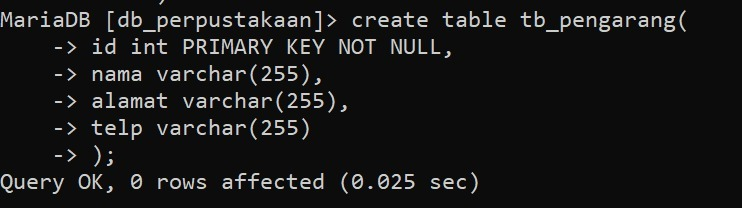 MariaDB [db_perpustakaan]> create table tb_pengarang(
    -> id int PRIMARY KEY NOT NULL,
    -> nama varchar(255),
    -> alamat varchar(255),
    -> telp varchar(255)
    -> );
Query OK, 0 rows affected (0.025 sec)